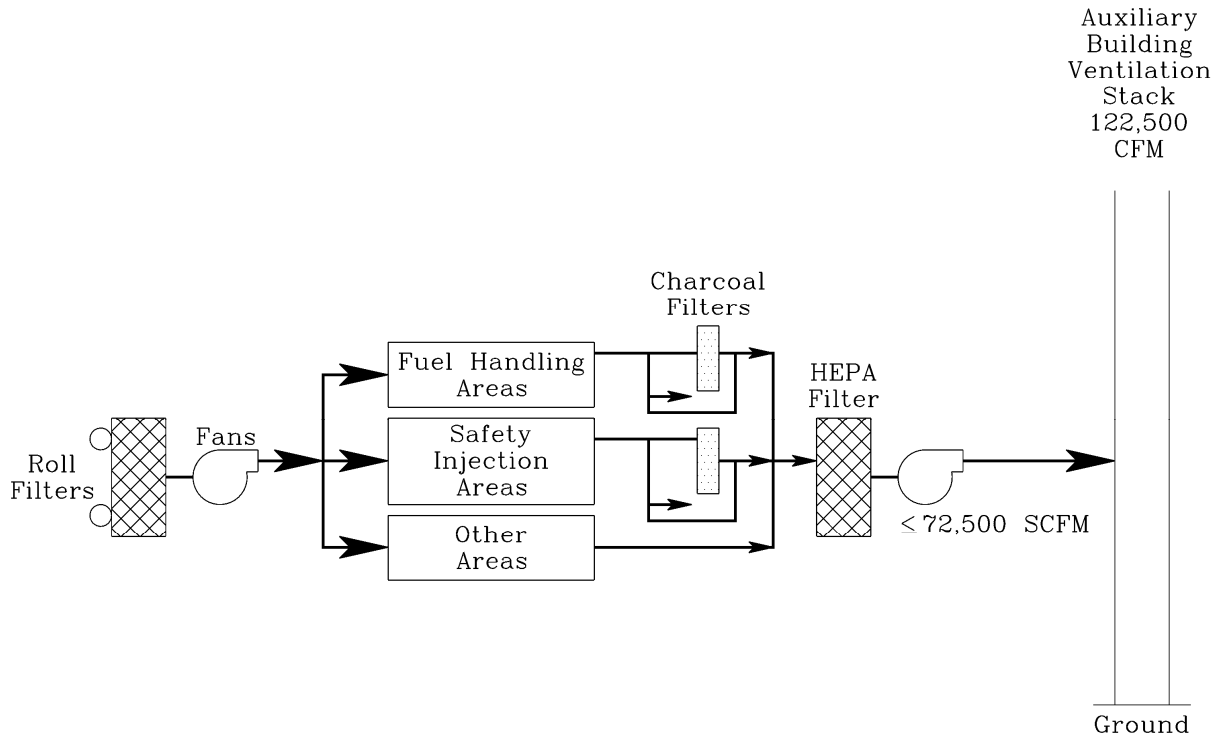 Auxiliary
Building
Ventilation
Stack
122,500
CFM
Charcoal
Filters
Fuel Handling
Areas
HEPA
Filter
Safety
Injection
Areas
Fans
Roll
Filters
Other
Areas
≤ 72,500 SCFM
Ground